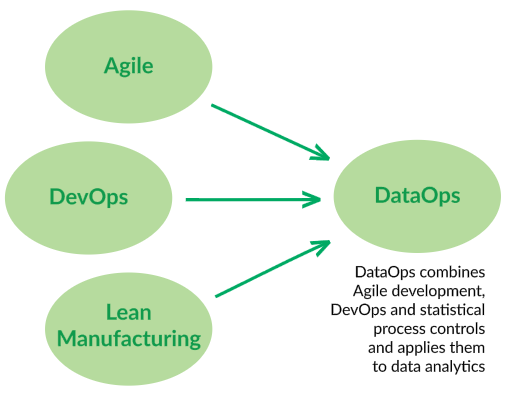 Agile
DevOps
Lean
Manufacturing
DataOps
DataOps combines
Agile development,
DevOps and statistical
process controls
and applies them
to data analytics